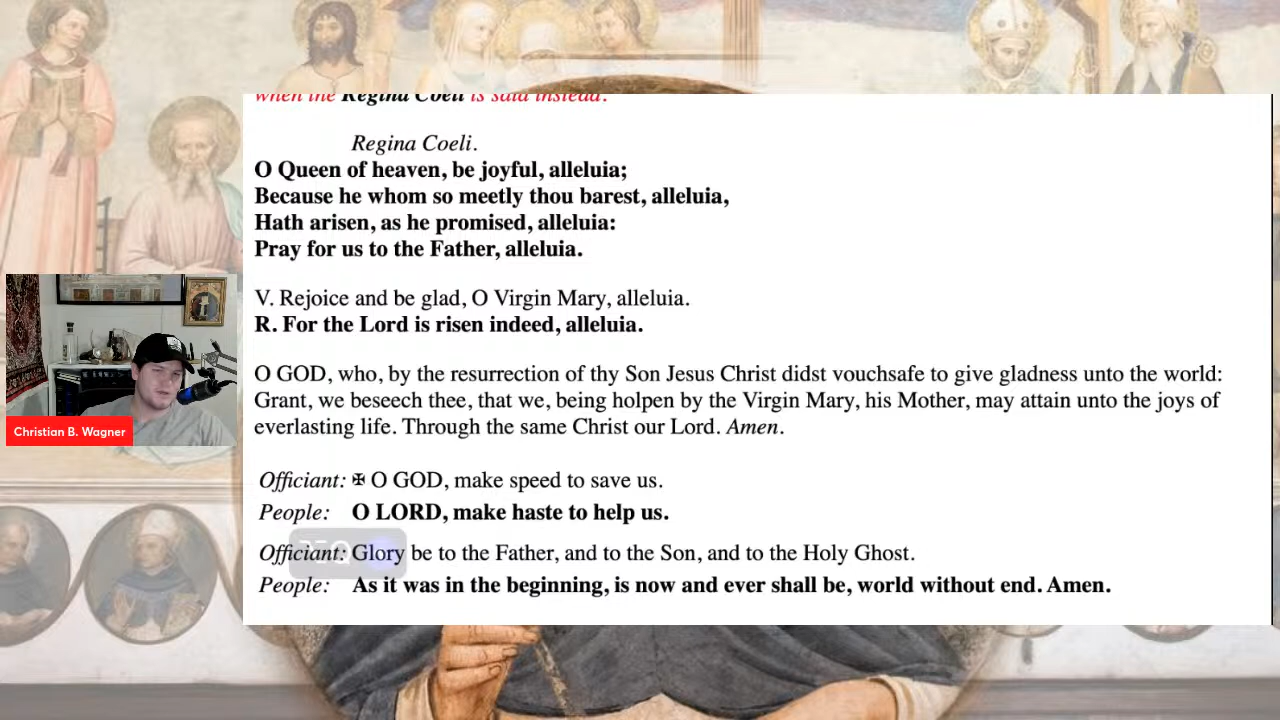 when the Regina Coeli is said instead.
Regina Coeli.
O Queen of heaven, be joyful, alleluia;
Because he whom so meetly thou barest, alleluia,
Hath arisen, as he promised, alleluia:
Pray for us to the Father, alleluia.
V. Rejoice and be glad, O Virgin Mary, alleluia.
R. For the Lord is risen indeed, alleluia.
O GOD, who, by the resurrection of thy Son Jesus Christ didst vouchsafe to give gladness unto the world:
Grant, we beseech thee, that we, being holpen by the Virgin Mary, his Mother, may attain unto the joys of
everlasting life. Through the same Christ our Lord. Amen.
Officiant: ✠ O GOD, make speed to save us.
People: O LORD, make haste to help us.
Officiant: Glory be to the Father, and to the Son, and to the Holy Ghost.
People: As it was in the beginning, is now and ever shall be, world without end. Amen.
Christian B. Wagner